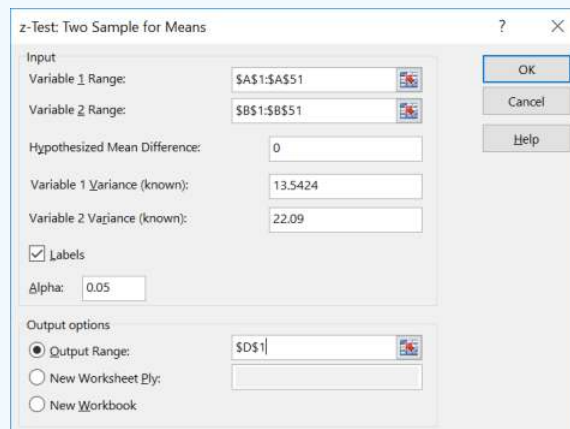 z-Test: Two Sample for Means ? ×
Input
Variable 1 Range: $A$1:$A$51
Variable 2 Range: $B$1:$B$51
Hypothesized Mean Difference: 0
Variable 1 Variance (known): 13.5424
Variable 2 Variance (known): 22.09
Labels
Alpha: 0.05
Output options
Output Range: $D$1
New Worksheet Ply:
New Workbook
OK
Cancel
Help